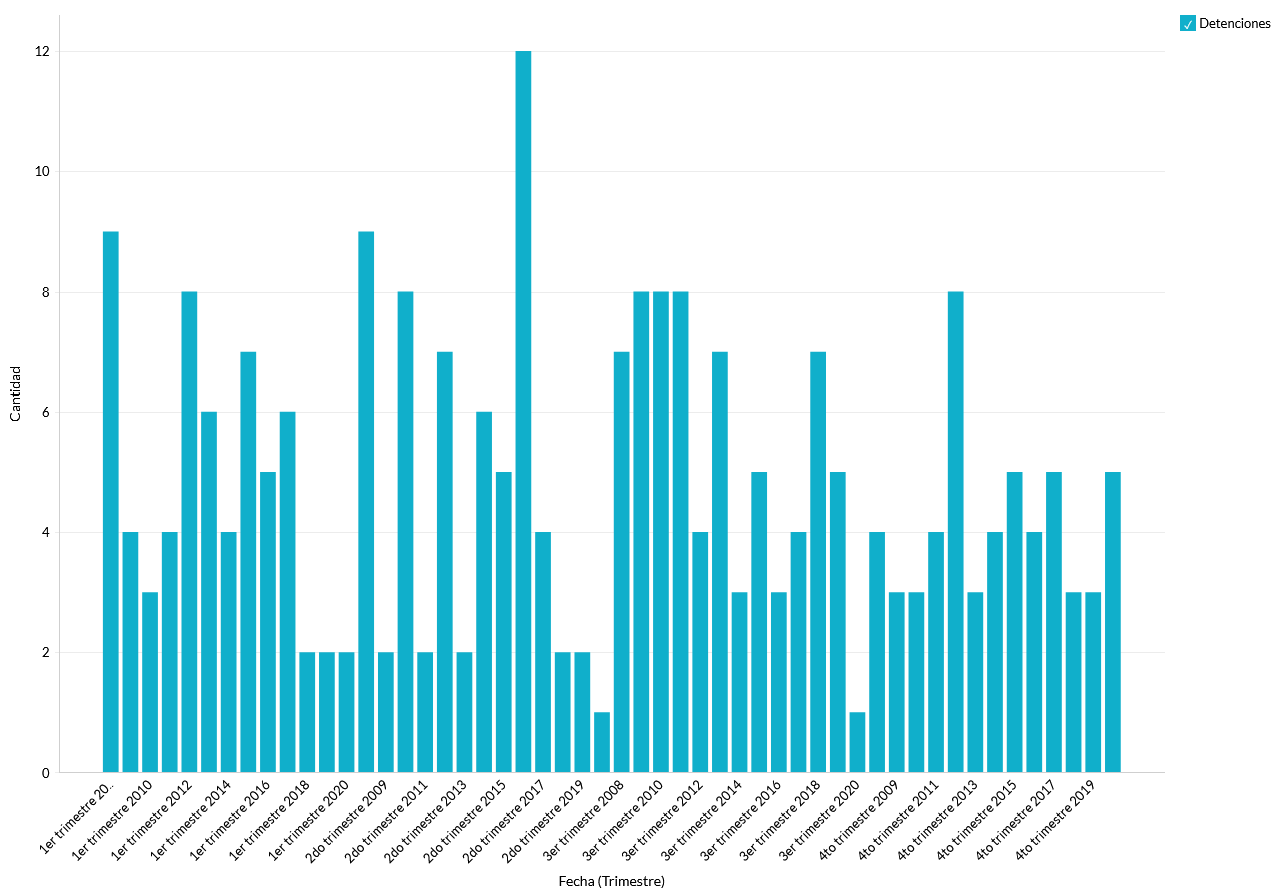 Detenciones
12
10
8
6
4
2
0
Cantidad
1er trimestre 20..
1er trimestre 2010
1er trimestre 2012
1er trimestre 2014
1er trimestre 2016
1er trimestre 2018
1er trimestre 2020
2do trimestre 2009
2do trimestre 2011
2do trimestre 2013
2do trimestre 2015
2do trimestre 2017
2do trimestre 2019
3er trimestre 2008
3er trimestre 2010
3er trimestre 2012
3er trimestre 2014
3er trimestre 2016
3er trimestre 2018
3er trimestre 2020
4to trimestre 2009
4to trimestre 2011
4to trimestre 2013
4to trimestre 2015
4to trimestre 2017
4to trimestre 2019
Fecha (Trimestre)